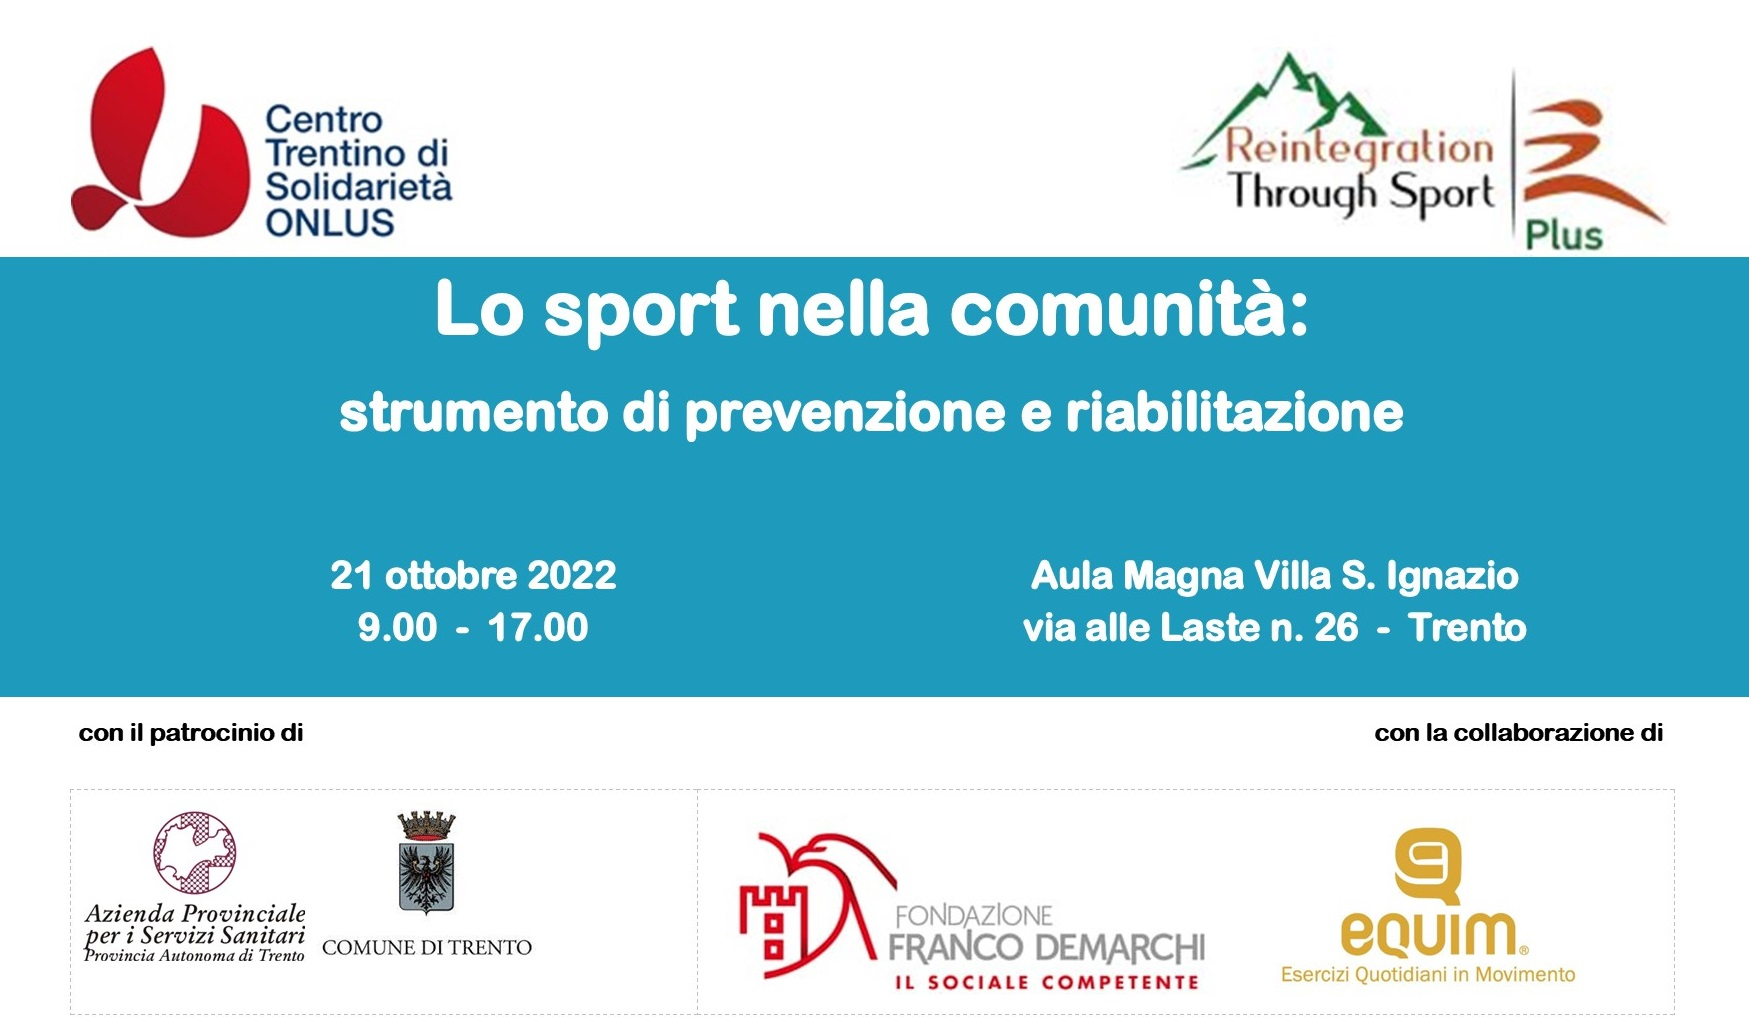 Centro
Trentino di
Solidarietà
ONLUS
Reintegration
Through Sport
Plus
Lo sport nella comunità:
strumento di prevenzione e riabilitazione
21 ottobre 2022
9.00 - 17.00
Aula Magna Villa S. Ignazio
via alle Laste n. 26 - Trento
con il patrocinio di
con la collaborazione di
Azienda Provinciale
per i Servizi Sanitari
Provincia Autonoma di Trento
COMUNE DI TRENTO
FONDAZIONE
FRANCO DEMARCHI
IL SOCIALE COMPETENTE
equim®
Esercizi Quotidiani in Movimento